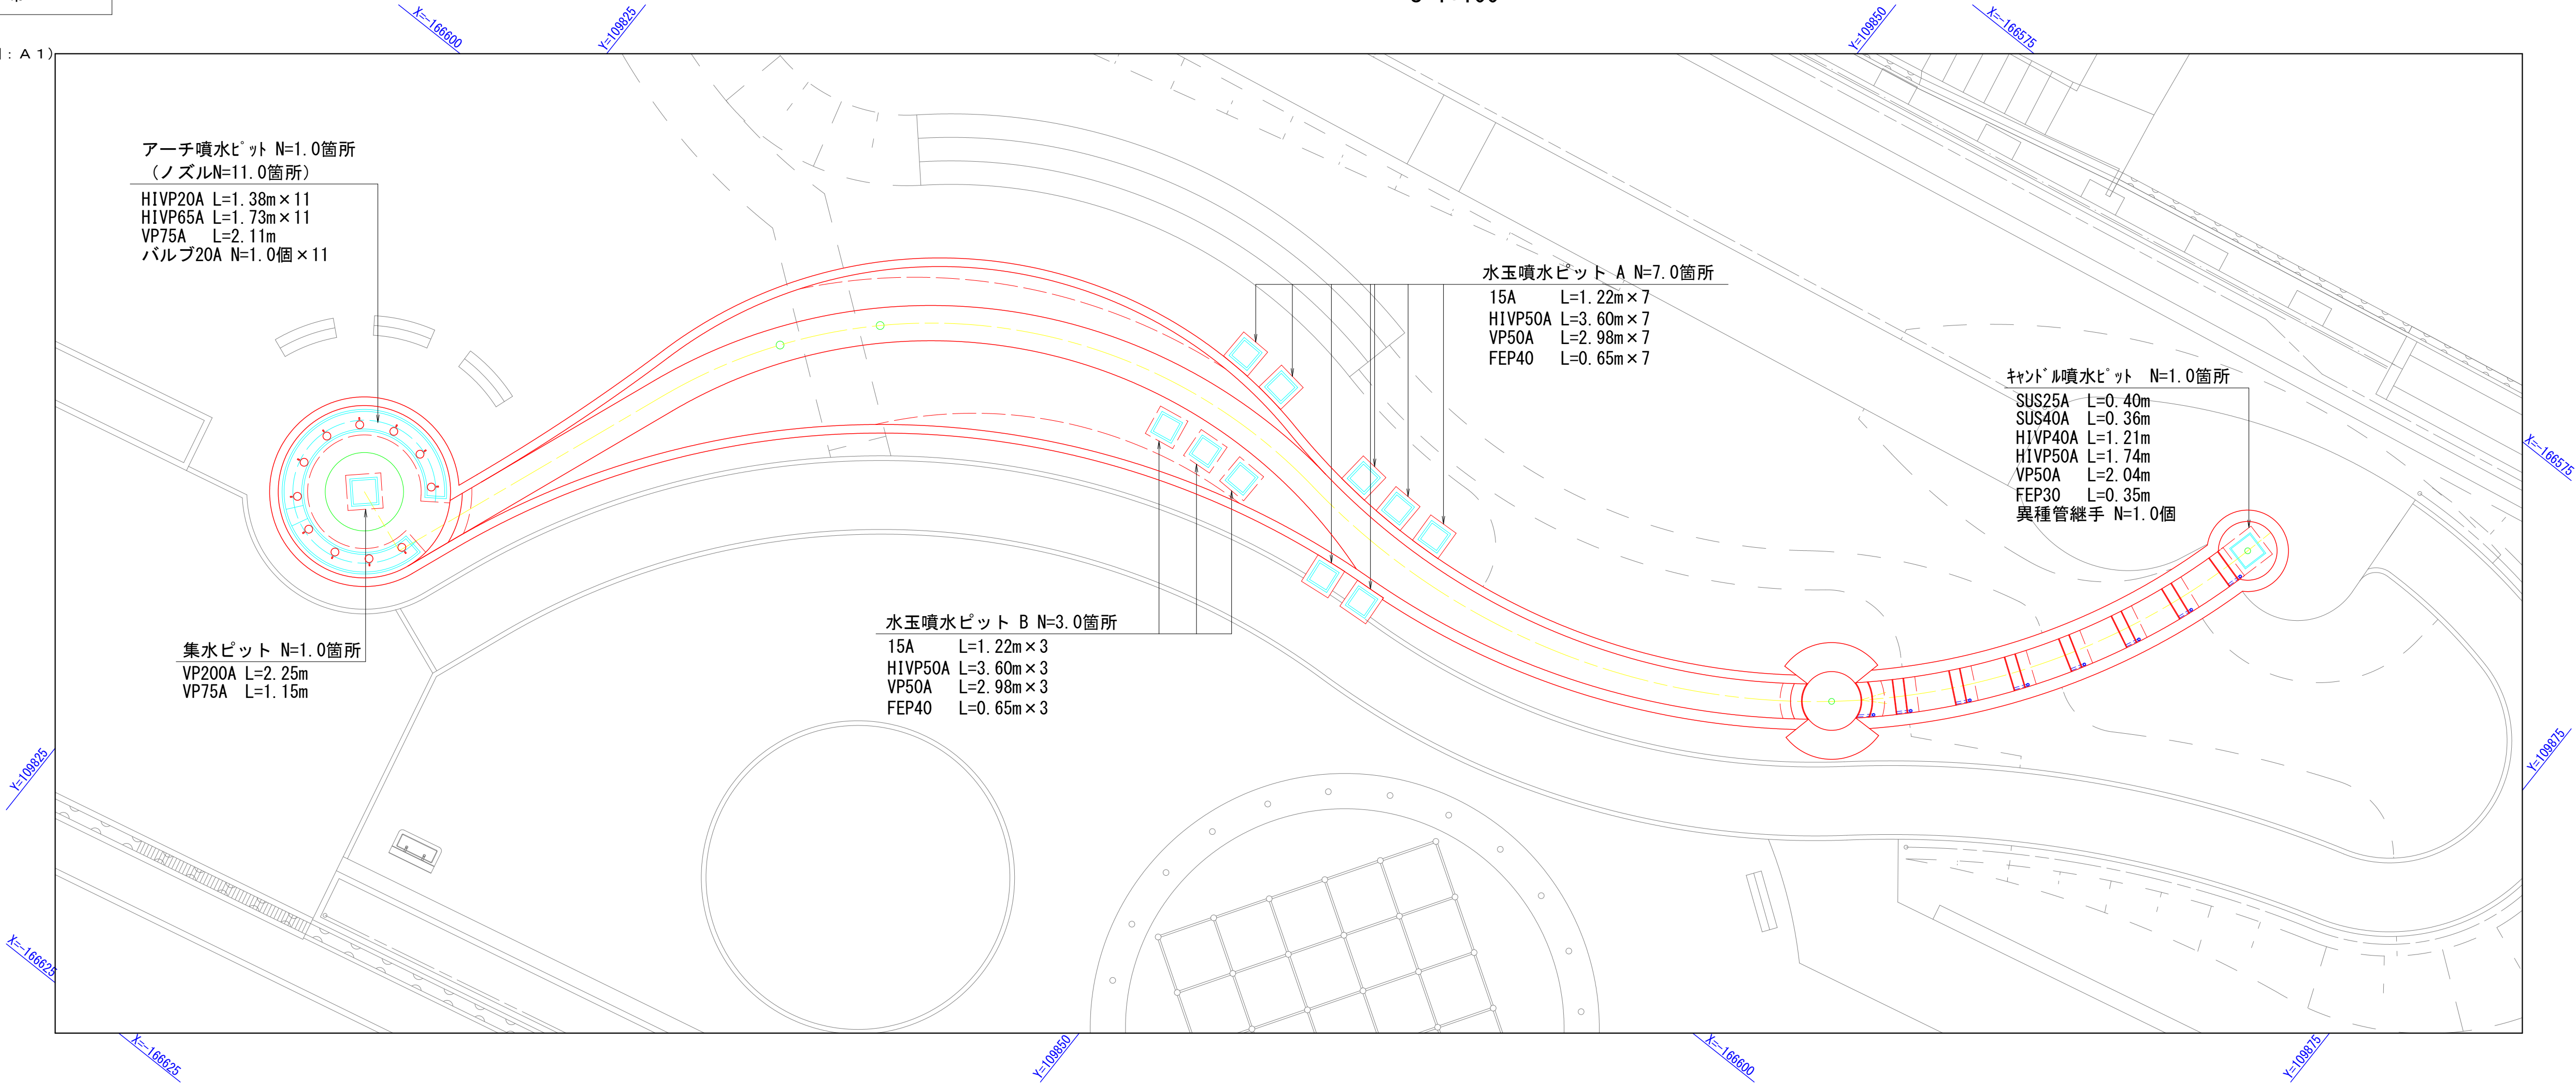 X=-166600
Y=109825
Y=109850
X=-166575
A1)
アーチ噴水ﾋﾟｯﾄ N=1.0箇所
(ノズルN=11.0箇所)
HIVP20A L=1.38m×11
HIVP65A L=1.73m×11
VP75A L=2.11m
バルブ20A N=1.0個×11
水玉噴水ピット A N=7.0箇所
15A L=1.22m×7
HIVP50A L=3.60m×7
VP50A L=2.98m×7
FEP40 L=0.65m×7
ｷｬﾝﾄﾞﾙ噴水ﾋﾟｯﾄ N=1.0箇所
SUS25A L=0.40m
SUS40A L=0.36m
HIVP40A L=1.21m
HIVP50A L=1.74m
VP50A L=2.04m
FEP30 L=0.35m
異種管継手 N=1.0個
X=-166575
集水ピット N=1.0箇所
VP200A L=2.25m
VP75A L=1.15m
水玉噴水ピット B N=3.0箇所
15A L=1.22m×3
HIVP50A L=3.60m×3
VP50A L=2.98m×3
FEP40 L=0.65m×3
Y=109825
Y=109875
X=-166625
X=-166625
Y=109850
X=-166600
Y=109875